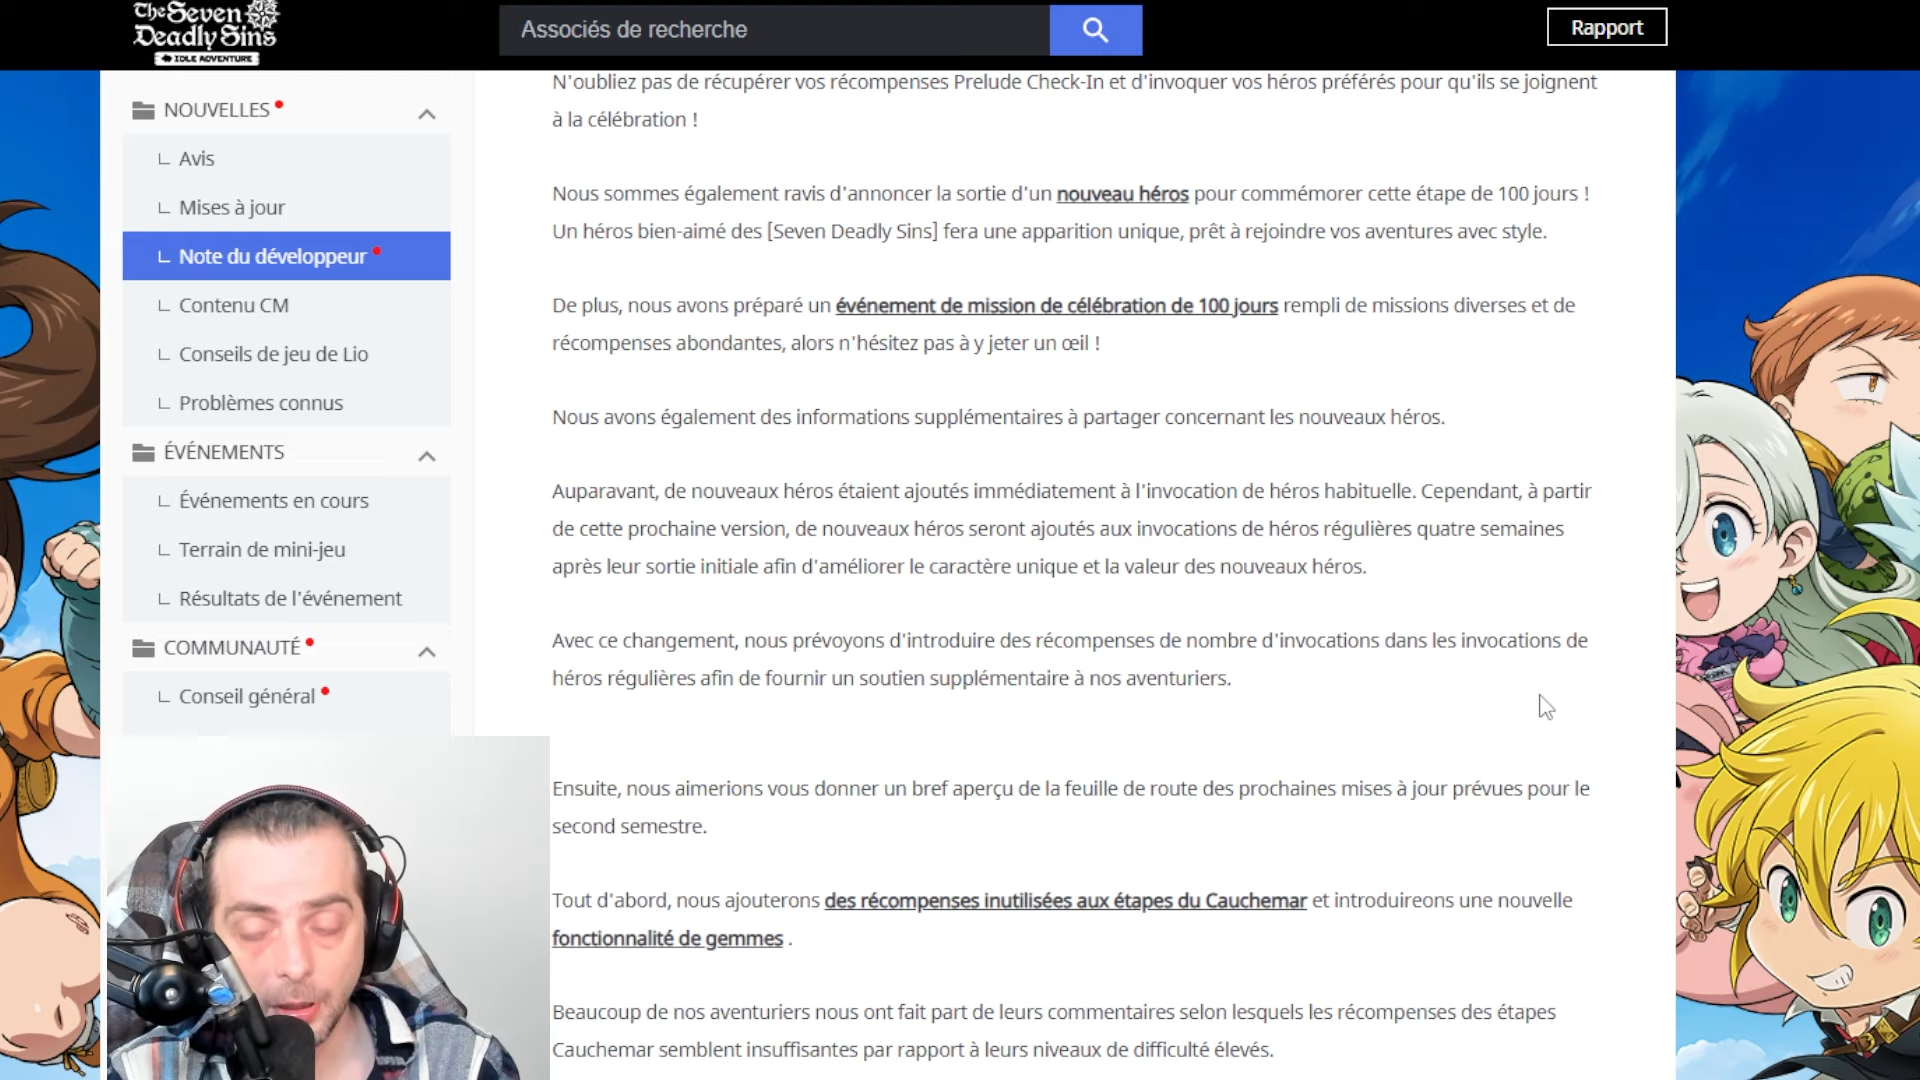 The Seven
Deadly Sins
IDLE ADVENTURE
Associés de recherche
Rapport
NOUVELLES
Avis
Mises à jour
Note du développeur
Contenu CM
Conseils de jeu de Lio
Problèmes connus
ÉVÉNEMENTS
Événements en cours
Terrain de mini-jeu
Résultats de l'événement
COMMUNAUTÉ
Conseil général
N'oubliez pas de récupérer vos récompenses Prelude Check-In et d'invoquer vos héros préférés pour qu'ils se joignent
à la célébration !
Nous sommes également ravis d'annoncer la sortie d'un nouveau héros pour commémorer cette étape de 100 jours !
Un héros bien-aimé des [Seven Deadly Sins] fera une apparition unique, prêt à rejoindre vos aventures avec style.
De plus, nous avons préparé un événement de mission de célébration de 100 jours rempli de missions diverses et de
récompenses abondantes, alors n'hésitez pas à y jeter un œil !
Nous avons également des informations supplémentaires à partager concernant les nouveaux héros.
Auparavant, de nouveaux héros étaient ajoutés immédiatement à l'invocation de héros habituelle. Cependant, à partir
de cette prochaine version, de nouveaux héros seront ajoutés aux invocations de héros régulières quatre semaines
après leur sortie initiale afin d'améliorer le caractère unique et la valeur des nouveaux héros.
Avec ce changement, nous prévoyons d'introduire des récompenses de nombre d'invocations dans les invocations de
héros régulières afin de fournir un soutien supplémentaire à nos aventuriers.
Ensuite, nous aimerions vous donner un bref aperçu de la feuille de route des prochaines mises à jour prévues pour le
second semestre.
Tout d'abord, nous ajouterons des récompenses inutilisées aux étapes du Cauchemar et introduireons une nouvelle
fonctionnalité de gemmes .
Beaucoup de nos aventuriers nous ont fait part de leurs commentaires selon lesquels les récompenses des étapes
Cauchemar semblent insuffisantes par rapport à leurs niveaux de difficulté élevés.